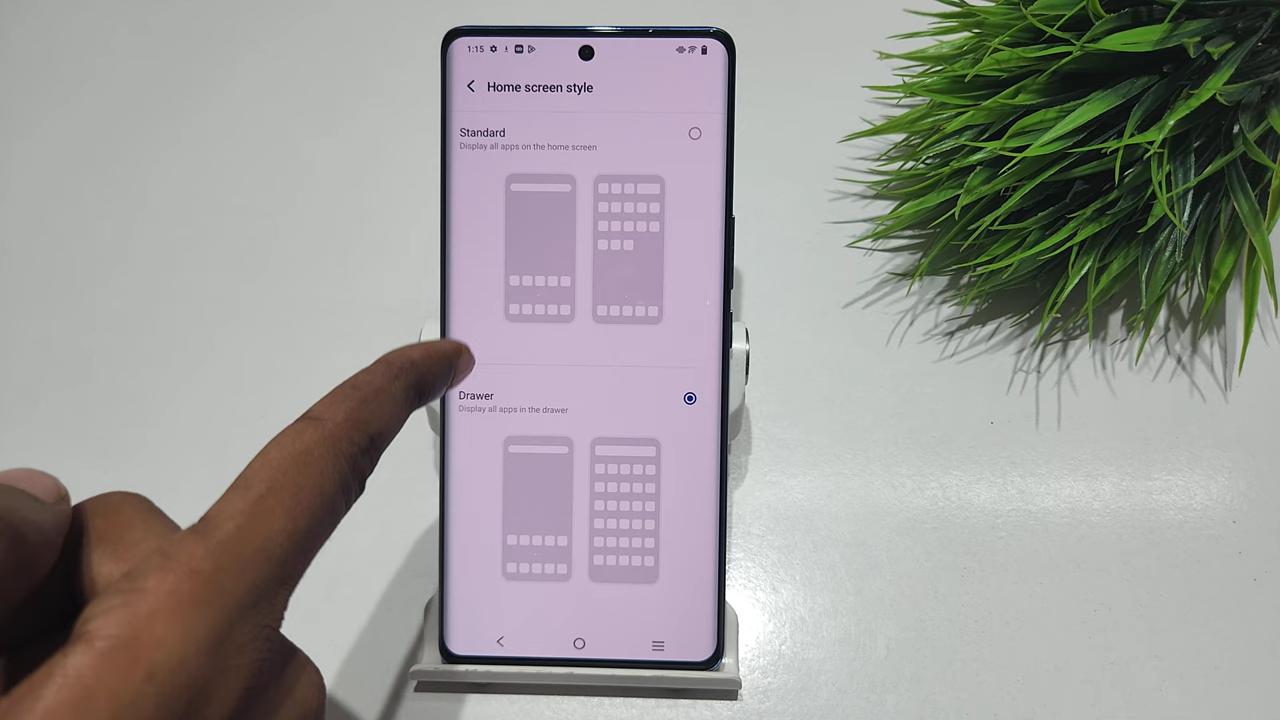 1:15
Home screen style
Standard
Display all apps on the home screen
Drawer
Display all apps in the drawer